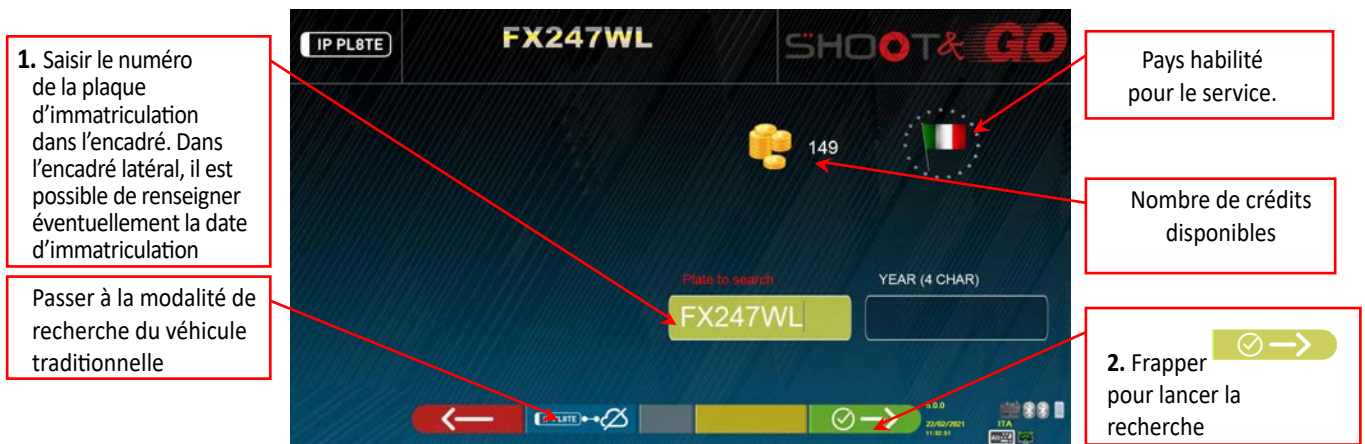 1. Saisir le numéro
de la plaque
d'immatriculation
dans l'encadré. Dans
l'encadré latéral, il est
possible de renseigner
éventuellement la date
d'immatriculation
Passer à la modalité de
recherche du véhicule
traditionnelle
IP PL8TE
FX247WL
SHOOT& GO
149
Plate to search
YEAR (4 CHAR)
FX247WL
IP PL8TE
5.0.0
22/02/2021
ITA
Pays habilité
pour le service.
Nombre de crédits
disponibles
2. Frapper
pour lancer la
recherche